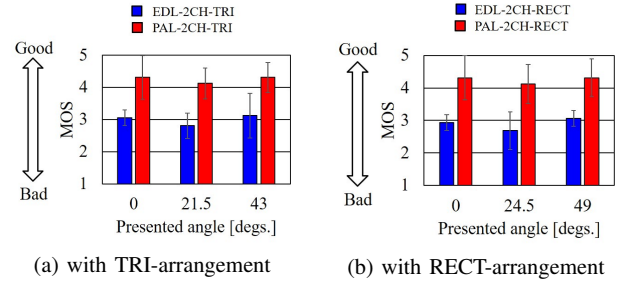 EDL-2CH-TRI
PAL-2CH-TRI
Good
Bad
MOS
5
4
3
2
1
0 21.5 43
Presented angle [degs.]
(a) with TRI-arrangement
EDL-2CH-RECT
PAL-2CH-RECT
Good
Bad
MOS
5
4
3
2
1
0 24.5 49
Presented angle [degs.]
(b) with RECT-arrangement